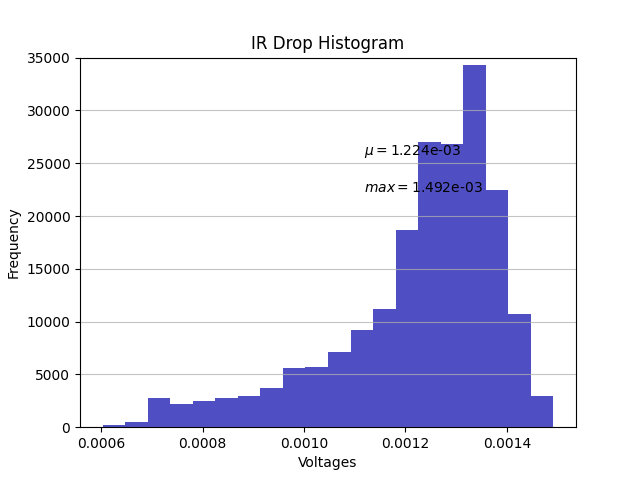 IR Drop Histogram
35000
30000
25000
20000
15000
10000
5000
0
Frequency
μ = 1.224e-03
max = 1.492e-03
0.0006 0.0008 0.0010 0.0012 0.0014
Voltages